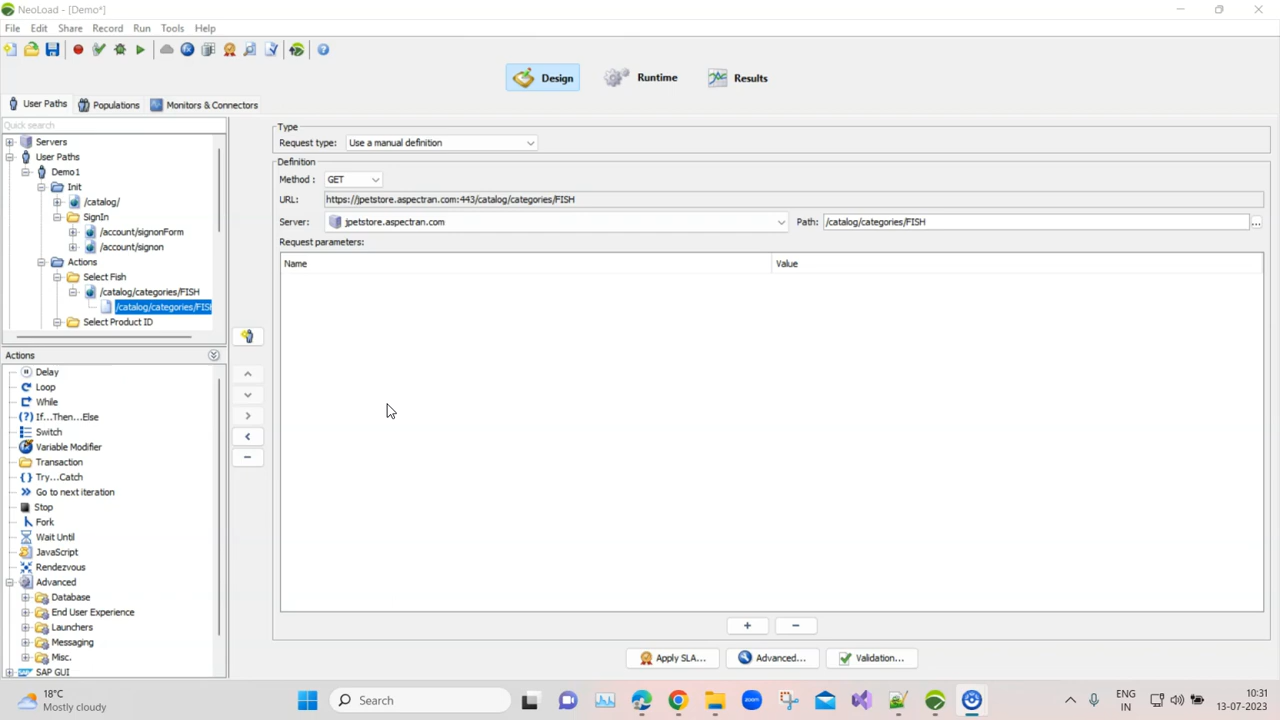 NeoLoad - [Demo*]
File Edit Share Record Run Tools Help
Design Runtime Results
User Paths Populations Monitors & Connectors
Quick search
Servers
User Paths
Demo1
Init
/catalog/
SignIn
/account/signonForm
/account/signon
Actions
Select Fish
/catalog/categories/FISH
/catalog/categories/FISH
Select Product ID
Actions
Delay
Loop
While
If...Then...Else
Switch
Variable Modifier
Transaction
Try...Catch
Go to next iteration
Stop
Fork
Wait Until
JavaScript
Rendezvous
Advanced
Database
End User Experience
Launchers
Messaging
Misc.
SAP GUI
Type
Request type: Use a manual definition
Definition
Method : GET
URL: https://jpetstore.aspectran.com:443/catalog/categories/FISH
Server: jpetstore.aspectran.com Path: /catalog/categories/FISH ...
Request parameters:
Name Value
+ −
Apply SLA... Advanced... Validation...
18°C
Mostly cloudy
Search
ENG
IN
10:31
13-07-2023